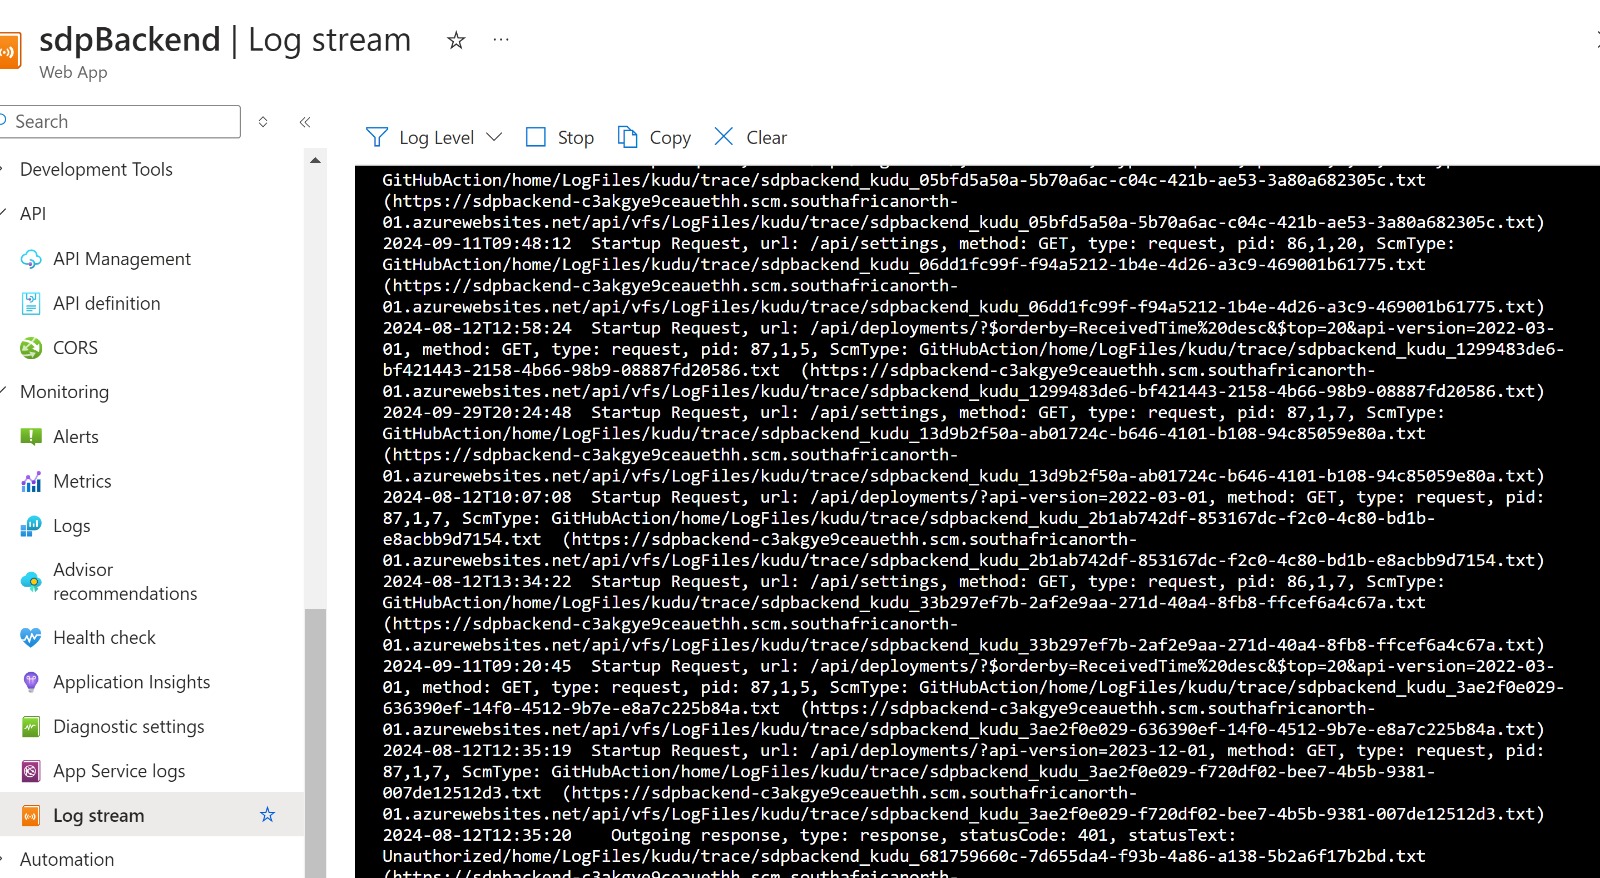 sdpBackend | Log stream
Web App
Search
Development Tools
API
API Management
API definition
CORS
Monitoring
Alerts
Metrics
Logs
Advisor
recommendations
Health check
Application Insights
Diagnostic settings
App Service logs
Log stream
Automation
Log Level
Stop
Copy
Clear
GitHubAction/home/LogFiles/kudu/trace/sdpbackend_kudu_05bfd5a50a-5b70a6ac-c04c-421b-ae53-3a80a682305c.txt
(https://sdpbackend-c3akgye9ceauethh.scm.southafricanorth-
01.azurewebsites.net/api/vfs/LogFiles/kudu/trace/sdpbackend_kudu_05bfd5a50a-5b70a6ac-c04c-421b-ae53-3a80a682305c.txt)
2024-09-11T09:48:12  Startup Request, url: /api/settings, method: GET, type: request, pid: 86,1,20, ScmType:
GitHubAction/home/LogFiles/kudu/trace/sdpbackend_kudu_06dd1fc99f-f94a5212-1b4e-4d26-a3c9-469001b61775.txt
(https://sdpbackend-c3akgye9ceauethh.scm.southafricanorth-
01.azurewebsites.net/api/vfs/LogFiles/kudu/trace/sdpbackend_kudu_06dd1fc99f-f94a5212-1b4e-4d26-a3c9-469001b61775.txt)
2024-08-12T12:58:24  Startup Request, url: /api/deployments/?$orderby=ReceivedTime%20desc&$top=20&api-version=2022-03-
01, method: GET, type: request, pid: 87,1,5, ScmType: GitHubAction/home/LogFiles/kudu/trace/sdpbackend_kudu_1299483de6-
bf421443-2158-4b66-98b9-08887fd20586.txt  (https://sdpbackend-c3akgye9ceauethh.scm.southafricanorth-
01.azurewebsites.net/api/vfs/LogFiles/kudu/trace/sdpbackend_kudu_1299483de6-bf421443-2158-4b66-98b9-08887fd20586.txt)
2024-09-29T20:24:48  Startup Request, url: /api/settings, method: GET, type: request, pid: 87,1,7, ScmType:
GitHubAction/home/LogFiles/kudu/trace/sdpbackend_kudu_13d9b2f50a-ab01724c-b646-4101-b108-94c85059e80a.txt
(https://sdpbackend-c3akgye9ceauethh.scm.southafricanorth-
01.azurewebsites.net/api/vfs/LogFiles/kudu/trace/sdpbackend_kudu_13d9b2f50a-ab01724c-b646-4101-b108-94c85059e80a.txt)
2024-08-12T10:07:08  Startup Request, url: /api/deployments/?api-version=2022-03-01, method: GET, type: request, pid:
87,1,7, ScmType: GitHubAction/home/LogFiles/kudu/trace/sdpbackend_kudu_2b1ab742df-853167dc-f2c0-4c80-bd1b-
e8acbb9d7154.txt  (https://sdpbackend-c3akgye9ceauethh.scm.southafricanorth-
01.azurewebsites.net/api/vfs/LogFiles/kudu/trace/sdpbackend_kudu_2b1ab742df-853167dc-f2c0-4c80-bd1b-e8acbb9d7154.txt)
2024-08-12T13:34:22  Startup Request, url: /api/settings, method: GET, type: request, pid: 86,1,7, ScmType:
GitHubAction/home/LogFiles/kudu/trace/sdpbackend_kudu_33b297ef7b-2af2e9aa-271d-40a4-8fb8-ffcef6a4c67a.txt
(https://sdpbackend-c3akgye9ceauethh.scm.southafricanorth-
01.azurewebsites.net/api/vfs/LogFiles/kudu/trace/sdpbackend_kudu_33b297ef7b-2af2e9aa-271d-40a4-8fb8-ffcef6a4c67a.txt)
2024-09-11T09:20:45  Startup Request, url: /api/deployments/?$orderby=ReceivedTime%20desc&$top=20&api-version=2022-03-
01, method: GET, type: request, pid: 87,1,5, ScmType: GitHubAction/home/LogFiles/kudu/trace/sdpbackend_kudu_3ae2f0e029-
636390ef-14f0-4512-9b7e-e8a7c225b84a.txt  (https://sdpbackend-c3akgye9ceauethh.scm.southafricanorth-
01.azurewebsites.net/api/vfs/LogFiles/kudu/trace/sdpbackend_kudu_3ae2f0e029-636390ef-14f0-4512-9b7e-e8a7c225b84a.txt)
2024-08-12T12:35:19  Startup Request, url: /api/deployments/?api-version=2023-12-01, method: GET, type: request, pid:
87,1,7, ScmType: GitHubAction/home/LogFiles/kudu/trace/sdpbackend_kudu_3ae2f0e029-f720df02-bee7-4b5b-9381-
007de12512d3.txt  (https://sdpbackend-c3akgye9ceauethh.scm.southafricanorth-
01.azurewebsites.net/api/vfs/LogFiles/kudu/trace/sdpbackend_kudu_3ae2f0e029-f720df02-bee7-4b5b-9381-007de12512d3.txt)
2024-08-12T12:35:20    Outgoing response, type: response, statusCode: 401, statusText:
Unauthorized/home/LogFiles/kudu/trace/sdpbackend_kudu_681759660c-7d655da4-f93b-4a86-a138-5b2a6f17b2bd.txt
(https://sdpbackend-c3akgye9ceauethh.scm.southafricanorth-